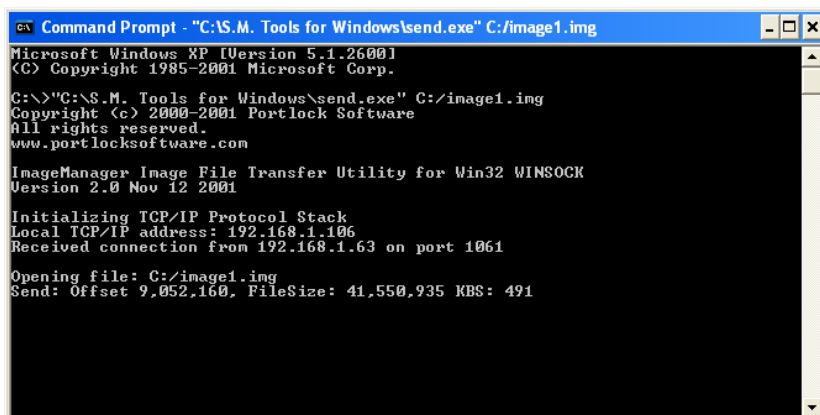 Command Prompt - "C:\S.M. Tools for Windows\send.exe" C:/image1.img
Microsoft Windows XP [Version 5.1.2600]
(C) Copyright 1985-2001 Microsoft Corp.
C:\>"C:\S.M. Tools for Windows\send.exe" C:/image1.img
Copyright (c) 2000-2001 Portlock Software
All rights reserved.
www.portlocksoftware.com
ImageManager Image File Transfer Utility for Win32 WINSOCK
Version 2.0 Nov 12 2001
Initializing TCP/IP Protocol Stack
Local TCP/IP address: 192.168.1.106
Received connection from 192.168.1.63 on port 1061
Opening file: C:/image1.img
Send: Offset 9,052,160, FileSize: 41,550,935 KBS: 491